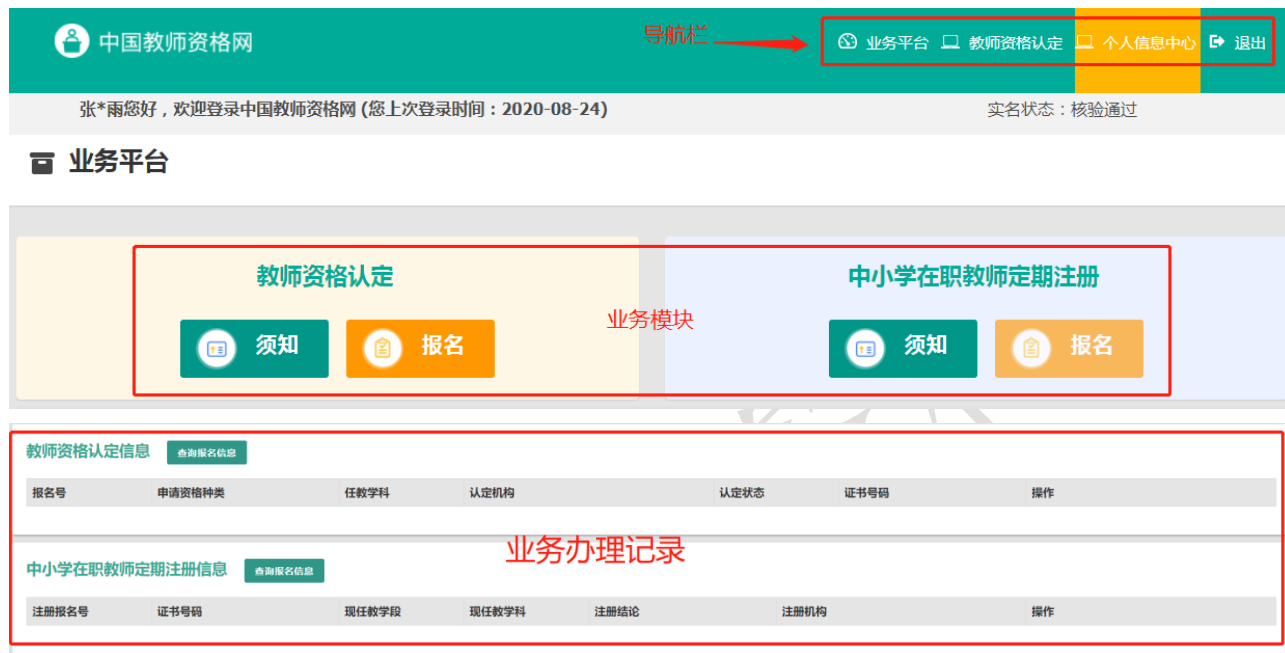 中国教师资格网
导航栏
业务平台 教师资格认定 个人信息中心 退出
张*雨您好，欢迎登录中国教师资格网 (您上次登录时间：2020-08-24)
实名状态：核验通过
业务平台
教师资格认定
中小学在职教师定期注册
须知 报名
业务模块
须知 报名
教师资格认定信息 查询报名信息
报名号 申请资格种类 任教学科 认定机构 认定状态 证书号码 操作
业务办理记录
中小学在职教师定期注册信息 查询报名信息
注册报名号 证书号码 现任教学段 现任教学科 注册结论 注册机构 操作